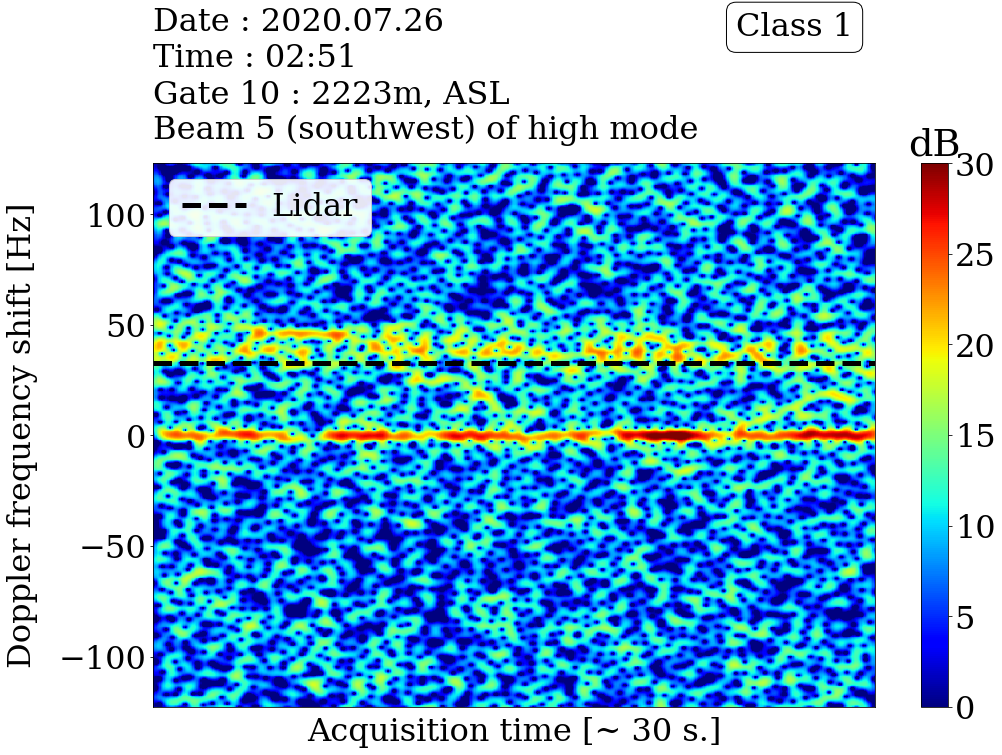 Date : 2020.07.26
Time : 02:51
Gate 10 : 2223m, ASL
Beam 5 (southwest) of high mode
Class 1
dB
Lidar
Doppler frequency shift [Hz]
100
50
0
−50
−100
Acquisition time [~ 30 s.]
30
25
20
15
10
5
0